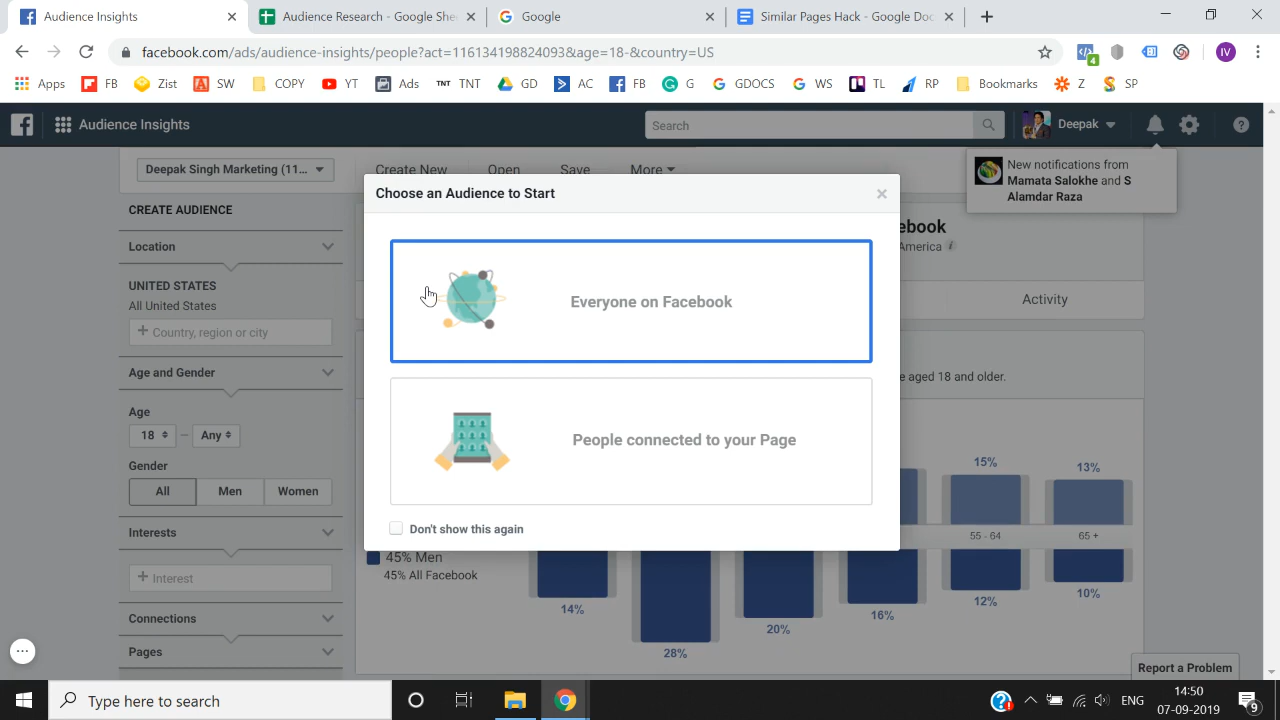 Audience Insights
Audience Research - Google She
Google
Similar Pages Hack - Google Doc
facebook.com/ads/audience-insights/people?act=116134198824093&age=18-&country=US
IV
4
Apps FB Zist SW COPY YT Ads TNT TNT GD AC FB G GDOCS WS TL RP Bookmarks Z SP
Audience Insights
Search
Deepak
Deepak Singh Marketing (11...
Create New
Open
Save
More
New notifications from
Mamata Salokhe and S
Alamdar Raza
CREATE AUDIENCE
Location
UNITED STATES
All United States
+ Country, region or city
Age and Gender
Age
18 – Any
Gender
All Men Women
Interests
+ Interest
Connections
Pages
Choose an Audience to Start
Everyone on Facebook
People connected to your Page
Don't show this again
ebook
America
Activity
e aged 18 and older.
15%
13%
55 - 64
65 +
45% Men
45% All Facebook
14%
28%
20%
16%
12%
10%
Report a Problem
Type here to search
ENG
14:50
07-09-2019
9